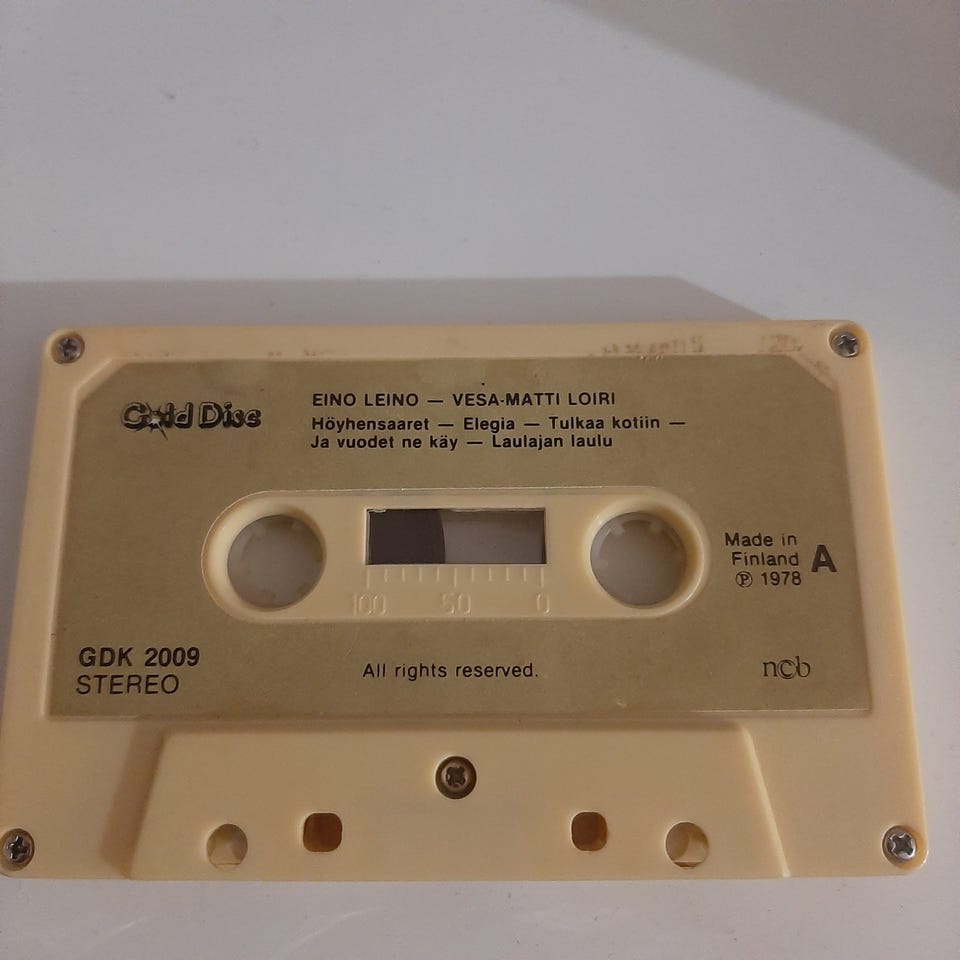 Gold Disc
EINO LEINO — VESA-MATTI LOIRI
Höyhensaaret — Elegia — Tulkaa kotiin —
Ja vuodet ne käy — Laulajan laulu
Made in
Finland
℗ 1978
A
100 50 0
GDK 2009
STEREO
All rights reserved.
ncb